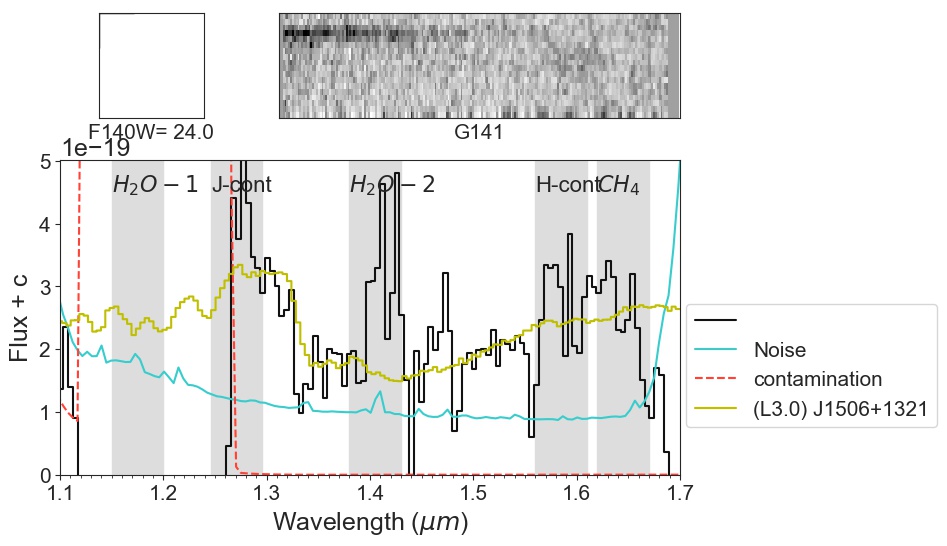 F140W= 24.0
G141
1e−19
H₂O − 1
J-cont
H₂O − 2
H-cont
CH₄
5
4
3
2
1
0
Flux + c
1.1
1.2
1.3
1.4
1.5
1.6
1.7
Wavelength (μm)
Noise
contamination
(L3.0) J1506+1321